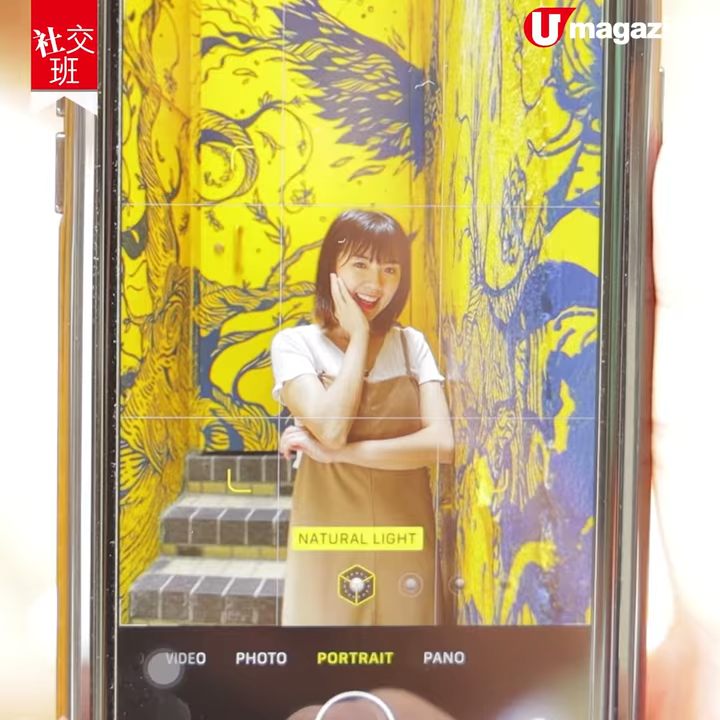 社交
班
U magaz
NATURAL LIGHT
VIDEO PHOTO PORTRAIT PANO